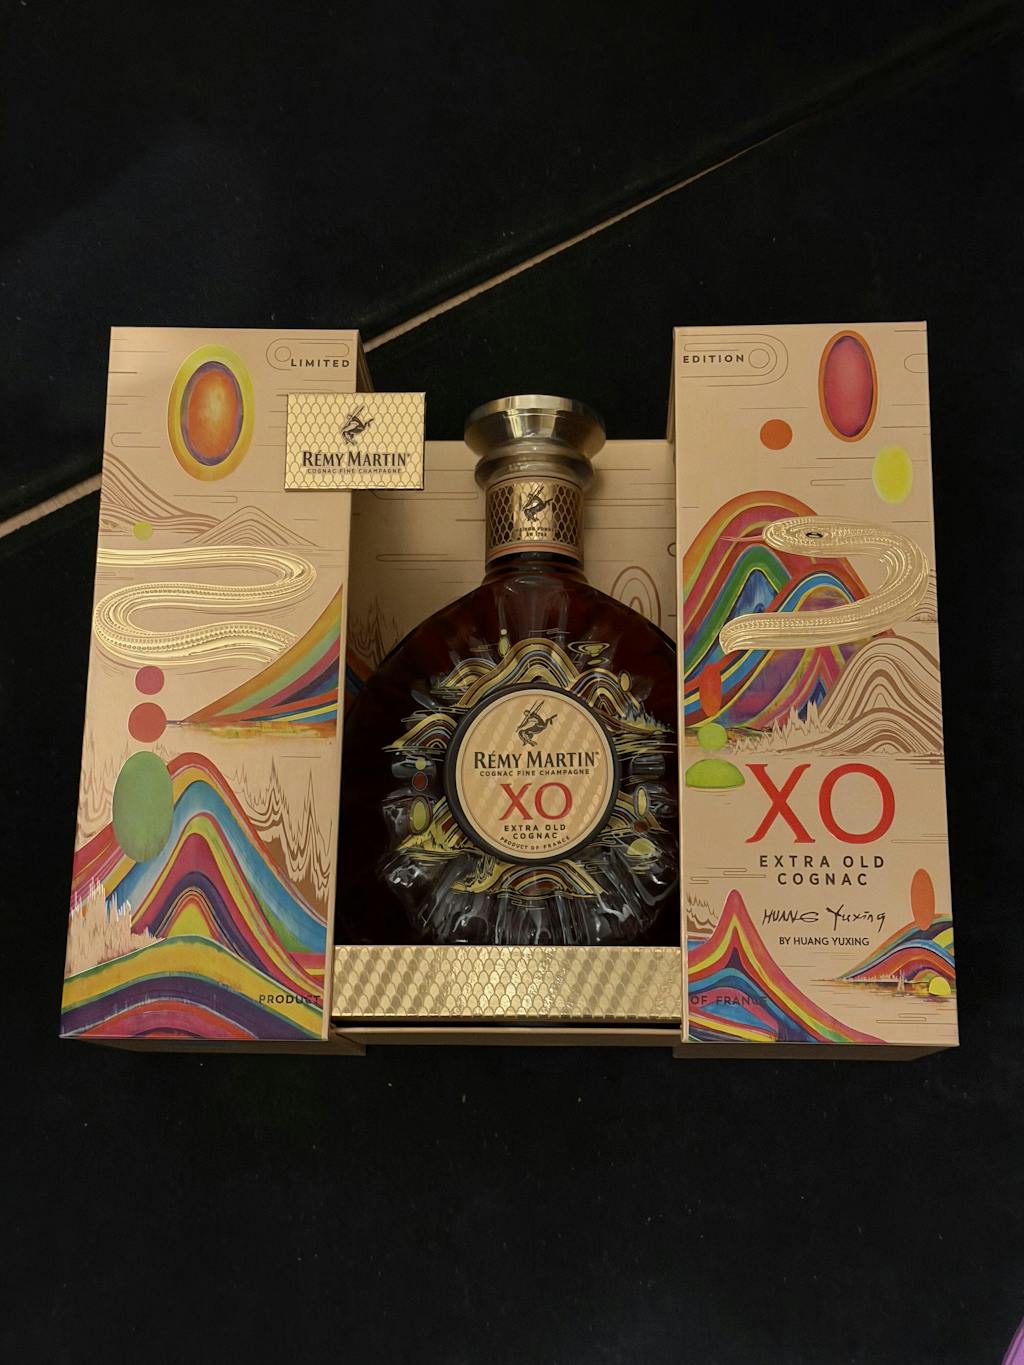 LIMITED
EDITION
RÉMY MARTIN®
COGNAC FINE CHAMPAGNE
RÉMY MARTIN®
COGNAC FINE CHAMPAGNE
XO
EXTRA OLD
COGNAC
PRODUCT OF FRANCE
XO
EXTRA OLD
COGNAC
HUANG Yuxing
BY HUANG YUXING
PRODUCT
OF FRANCE